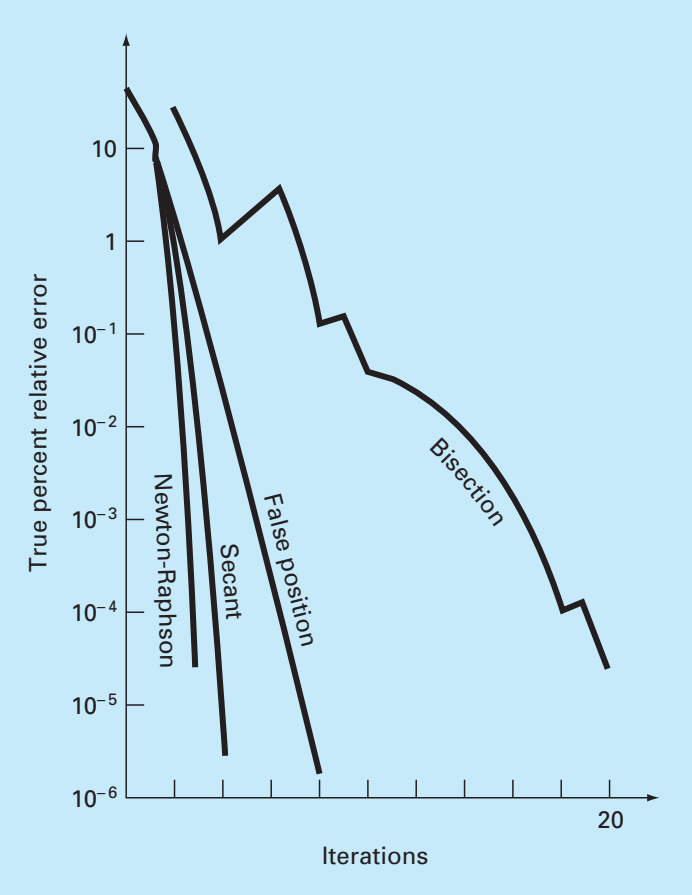 10
1
10⁻¹
10⁻²
10⁻³
10⁻⁴
10⁻⁵
10⁻⁶
True percent relative error
Newton-Raphson
Secant
False position
Bisection
20
Iterations